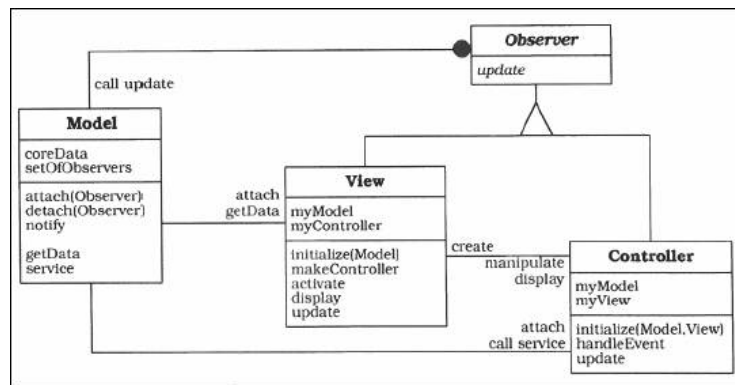 Observer
update
call update
Model
coreData
setOfObservers
attach(Observer)
detach(Observer)
notify
getData
service
attach
getData
View
myModel
myController
initialize(Model)
makeController
activate
display
update
create
manipulate
display
Controller
myModel
myView
initialize(Model,View)
handleEvent
update
attach
call service